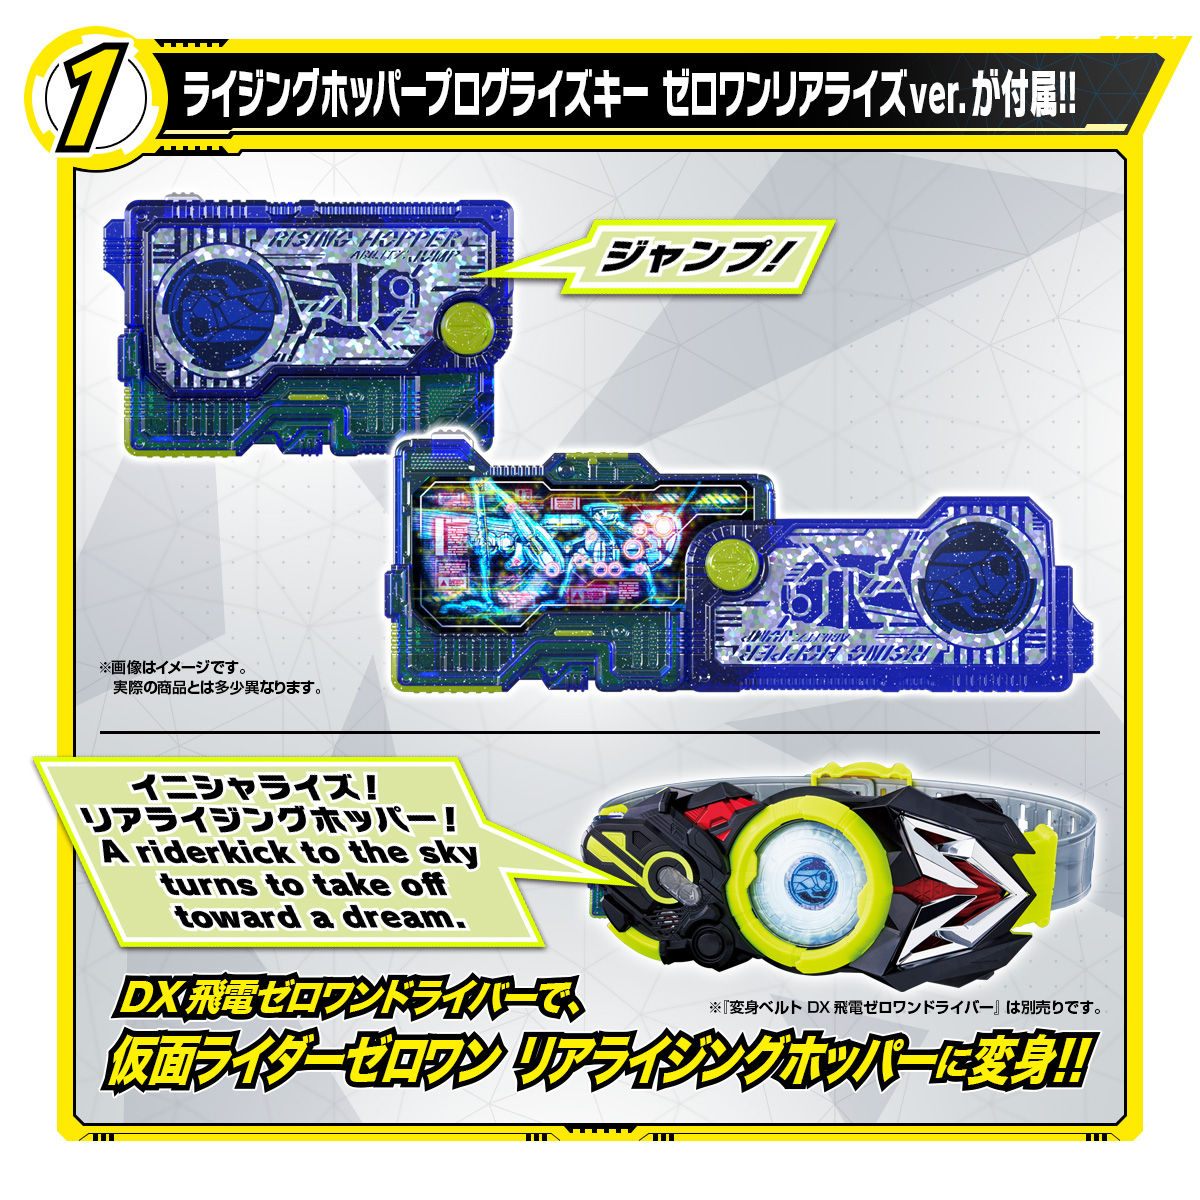 1
ライジングホッパープログライズキー ゼロワンリアライズver.が付属!!
RISING HOPPER
ABILITY: JUMP
ジャンプ!
RISING HOPPER
ABILITY: JUMP
※画像はイメージです。
実際の商品とは多少異なります。
イニシャライズ!
リアライジングホッパー!
A riderkick to the sky
turns to take off
toward a dream.
※『変身ベルト DX 飛電ゼロワンドライバー』は別売りです。
DX 飛電ゼロワンドライバーで、
仮面ライダーゼロワン リアライジングホッパーに変身!!